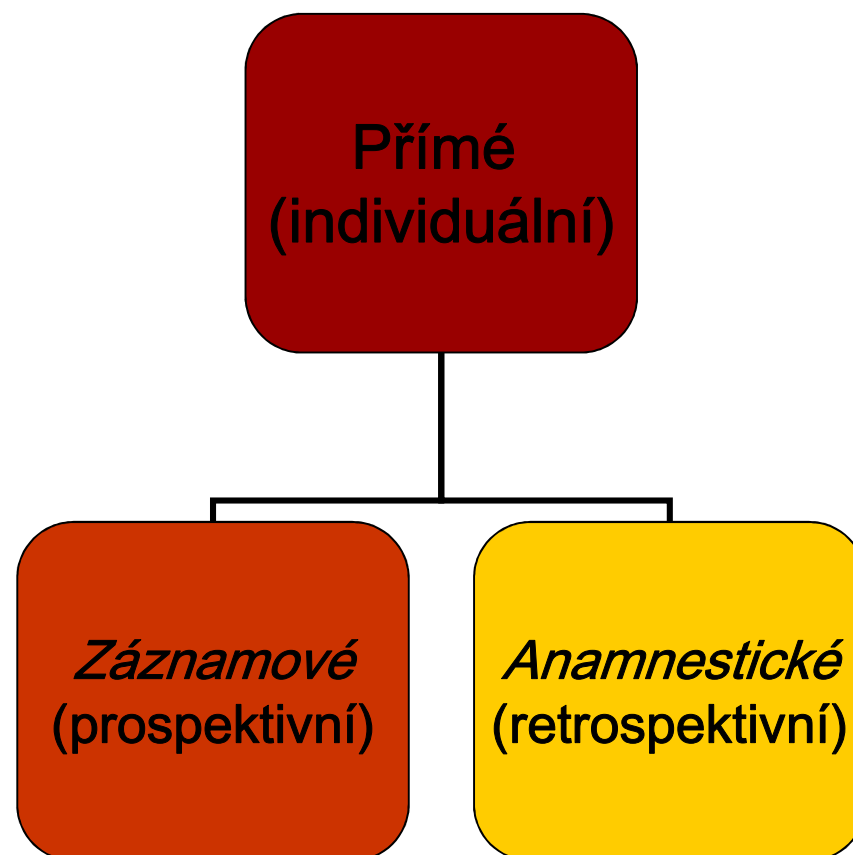 Přímé
(individuální)
Záznamové
(prospektivní)
Anamnestické
(retrospektivní)